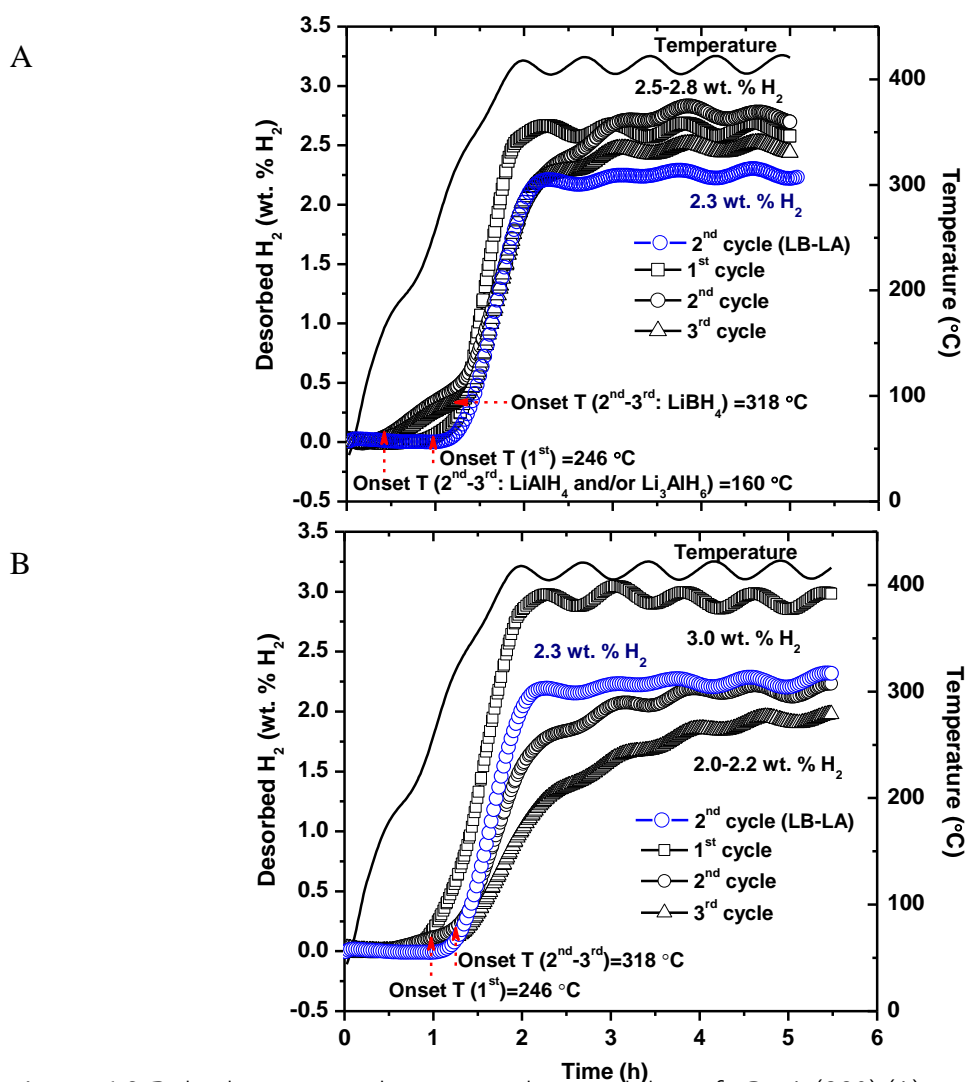 A
3.5
3.0
2.5
2.0
1.5
1.0
0.5
0.0
-0.5
Desorbed H₂ (wt. % H₂)
Temperature
2.5-2.8 wt. % H₂
2.3 wt. % H₂
2ⁿᵈ cycle (LB-LA)
1ˢᵗ cycle
2ⁿᵈ cycle
3ʳᵈ cycle
Onset T (2ⁿᵈ-3ʳᵈ: LiBH₄) =318 °C
Onset T (1ˢᵗ) =246 °C
Onset T (2ⁿᵈ-3ʳᵈ: LiAlH₄ and/or Li₃AlH₆)=160 °C
400
300
200
100
0
Temperature (°C)
B
3.5
3.0
2.5
2.0
1.5
1.0
0.5
0.0
-0.5
Desorbed H₂ (wt. % H₂)
Temperature
3.0 wt. % H₂
2.3 wt. % H₂
2.0-2.2 wt. % H₂
2ⁿᵈ cycle (LB-LA)
1ˢᵗ cycle
2ⁿᵈ cycle
3ʳᵈ cycle
Onset T (2ⁿᵈ-3ʳᵈ)=318 °C
Onset T (1ˢᵗ)=246 °C
400
300
200
100
0
Temperature (°C)
0 1 2 3 4 5 6
Time (h)